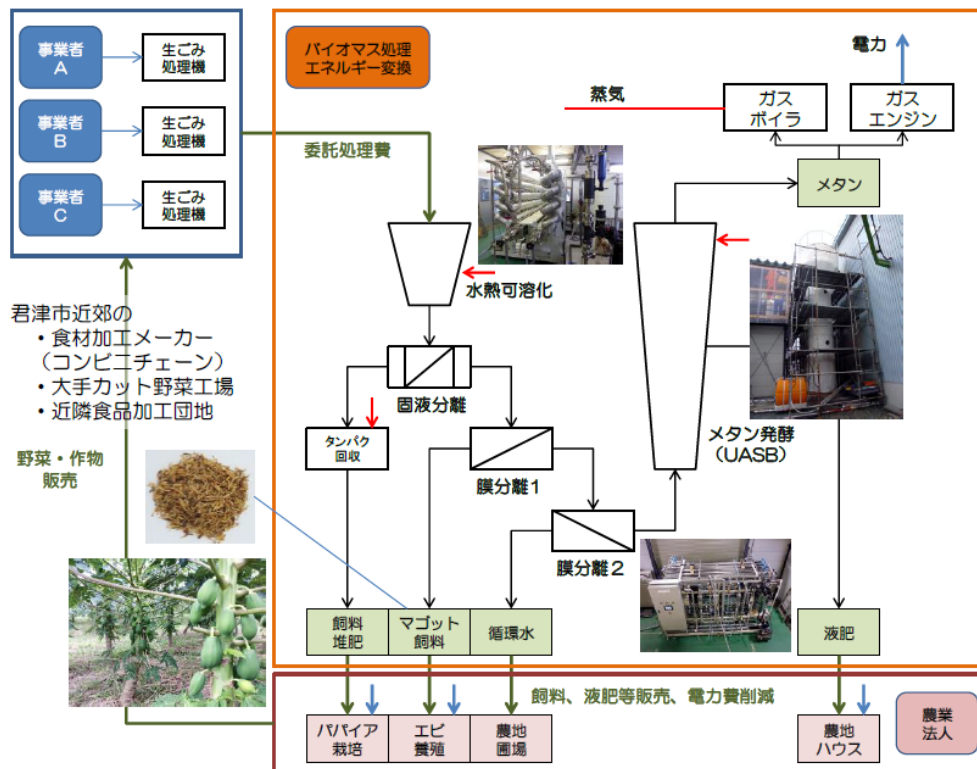 事業者
A
生ごみ
処理機
事業者
B
生ごみ
処理機
事業者
C
生ごみ
処理機
バイオマス処理
エネルギー変換
電力
蒸気
ガス
ボイラ
ガス
エンジン
委託処理費
メタン
水熱可溶化
君津市近郊の
・食材加工メーカー
（コンビニチェーン）
・大手カット野菜工場
・近隣食品加工団地
固液分離
タンパク
回収
メタン発酵
（UASB）
野菜・作物
販売
膜分離1
膜分離2
飼料
堆肥
マゴット
飼料
循環水
液肥
飼料、液肥等販売、電力費削減
パパイア
栽培
エビ
養殖
農地
圃場
農地
ハウス
農業
法人